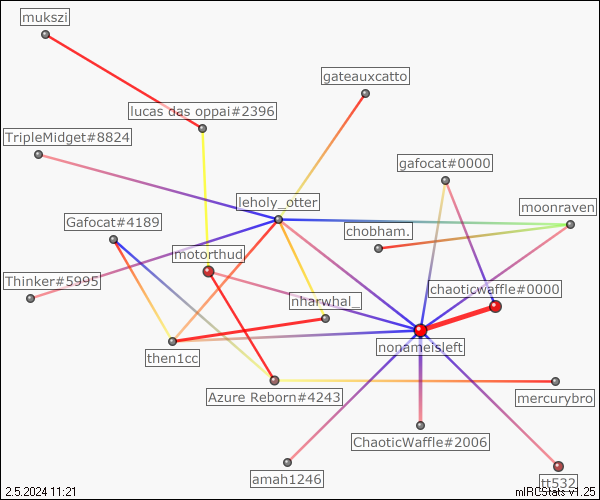 mukszi
gateauxcatto
lucas das oppai#2396
TripleMidget#8824
gafocat#0000
leholy_otter
moonraven
Gafocat#4189
chobham.
motorthud
Thinker#5995
chaoticwaffle#0000
nharwhal_
nonameisleft
then1cc
Azure Reborn#4243
mercurybro
ChaoticWaffle#2006
amah1246
tt532
2.5.2024 11:21
mIRCStats v1.25